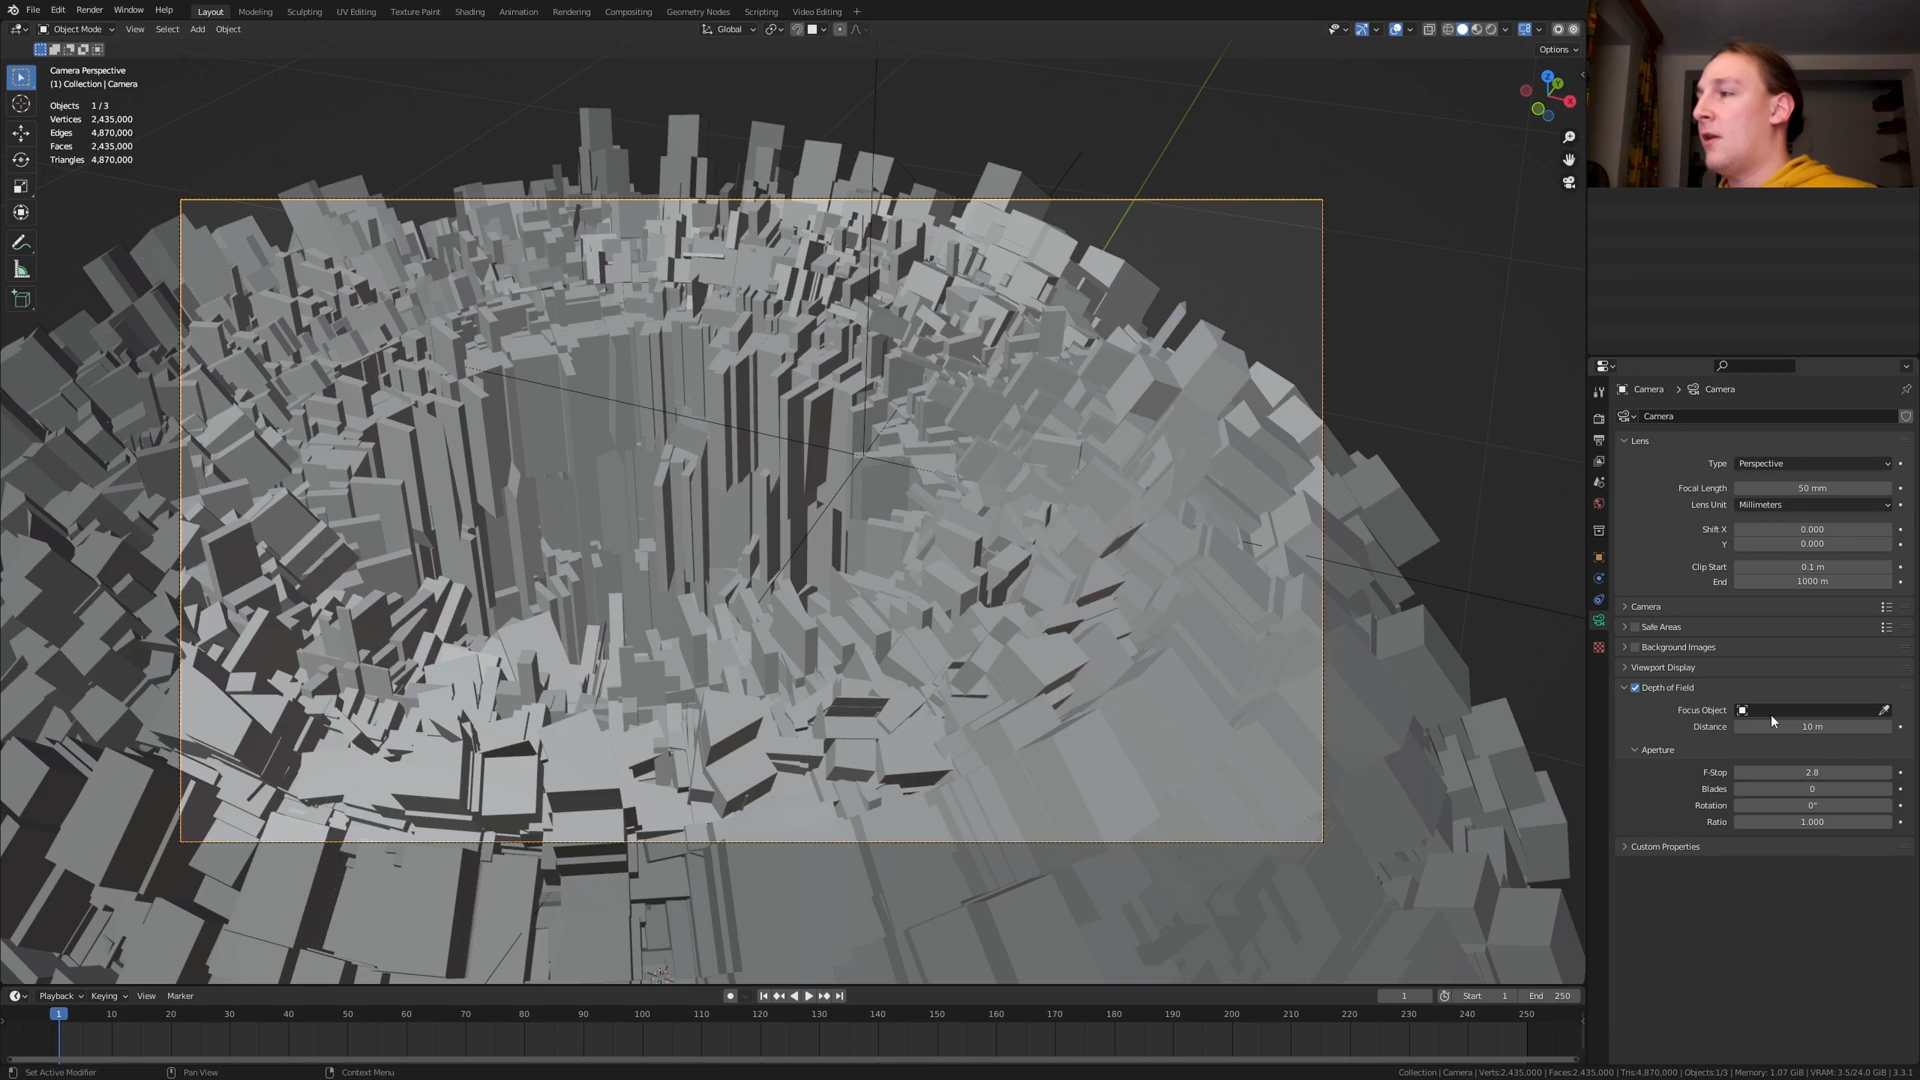 File Edit Render Window Help Layout Modeling Sculpting UV Editing Texture Paint Shading Animation Rendering Compositing Geometry Nodes Scripting Video Editing +
Object Mode View Select Add Object Global
Options
Camera Perspective
(1) Collection | Camera
Objects 1 / 3
Vertices 2,435,000
Edges 4,870,000
Faces 2,435,000
Triangles 4,870,000
Z
Y
X
Camera > Camera
Camera
Lens
Type Perspective
Focal Length 50 mm
Lens Unit Millimeters
Shift X 0.000
Y 0.000
Clip Start 0.1 m
End 1000 m
Camera
Safe Areas
Background Images
Viewport Display
Depth of Field
Focus Object
Distance 10 m
Aperture
F-Stop 2.8
Blades 0
Rotation 0°
Ratio 1.000
Custom Properties
Playback Keying View Marker 1 Start 1 End 250
1 10 20 30 40 50 60 70 80 90 100 110 120 130 140 150 160 170 180 190 200 210 220 230 240 250
Set Active Modifier Pan View Context Menu Collection | Camera | Verts:2,435,000 | Faces:2,435,000 | Tris:4,870,000 | Objects:1/3 | Memory: 1.07 GiB | VRAM: 3.5/24.0 GiB | 3.3.1